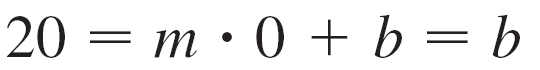 20 = m · 0 + b = b